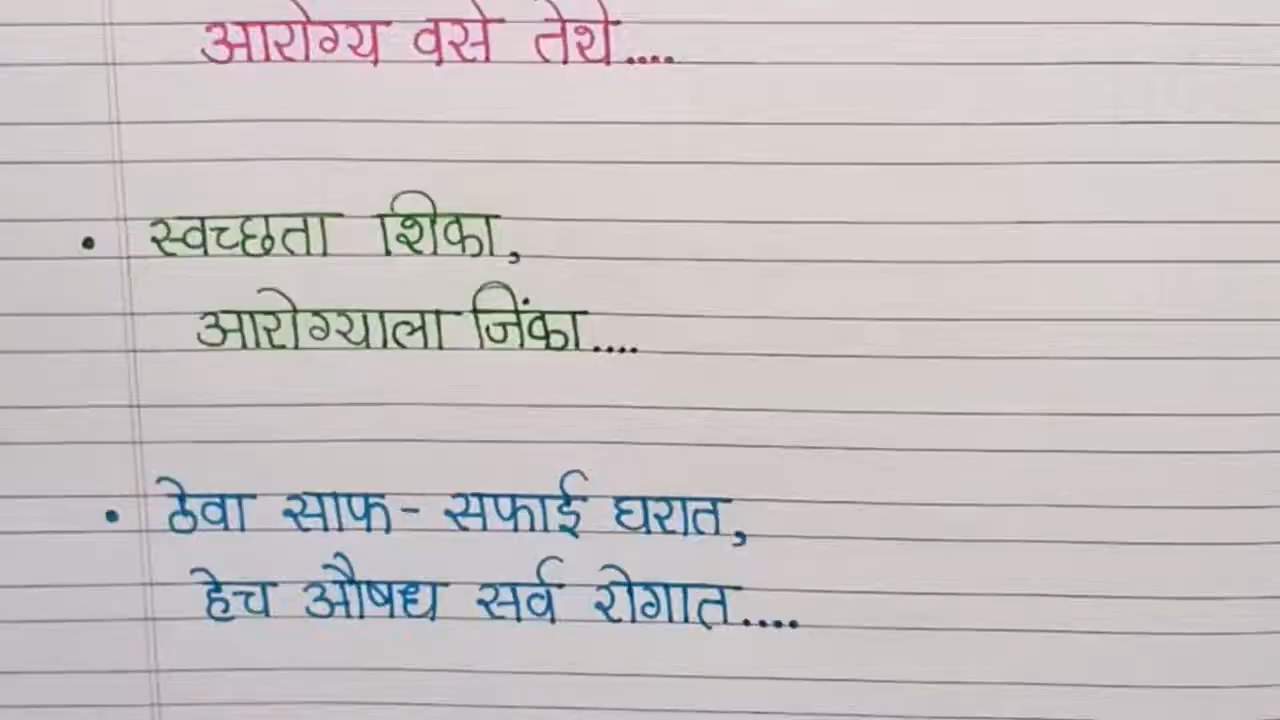 आरोग्य वसे तेथे....
• स्वच्छता शिका,
आरोग्याला जिंका....
• ठेवा साफ - सफाई घरात,
हेच औषध सर्व रोगात....